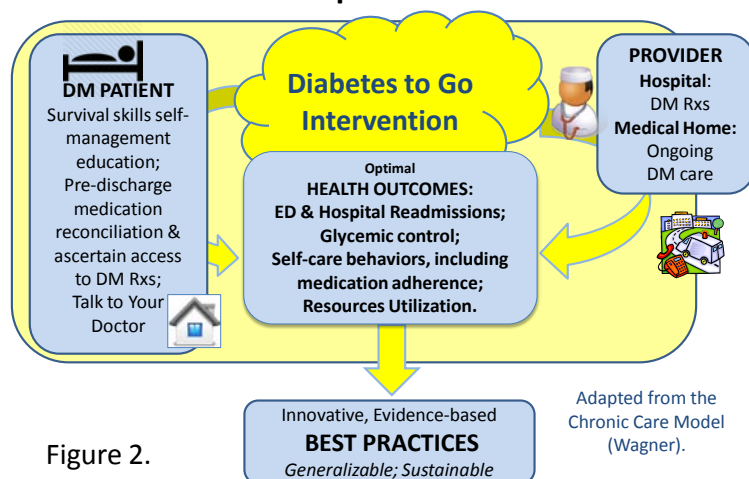 Diabetes to Go
Intervention
DM PATIENT
Survival skills self-
management
education;
Pre-discharge
medication
reconciliation &
ascertain access
to DM Rxs;
Talk to Your
Doctor
PROVIDER
Hospital:
DM Rxs
Medical Home:
Ongoing
DM care
Optimal
HEALTH OUTCOMES:
ED & Hospital Readmissions;
Glycemic control;
Self-care behaviors, including
medication adherence;
Resources Utilization.
Innovative, Evidence-based
BEST PRACTICES
Generalizable; Sustainable
Adapted from the
Chronic Care Model
(Wagner).
Figure 2.